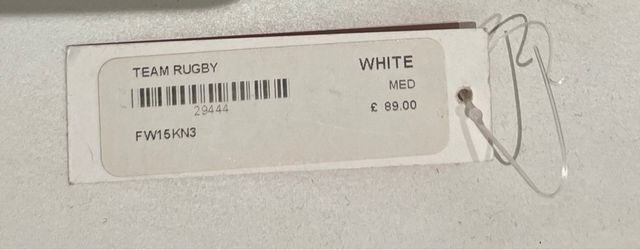 TEAM RUGBY
29444
FW15KN3
WHITE
MED
£ 89.00